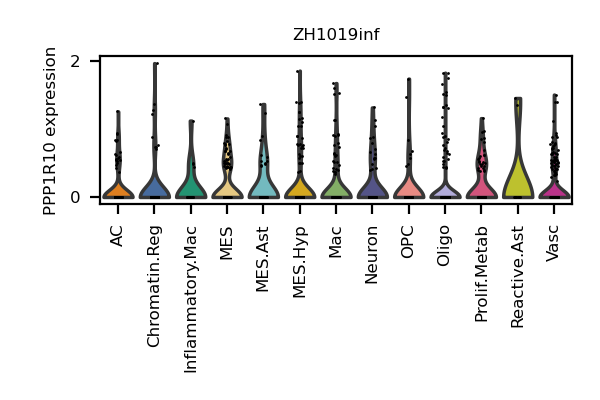 ZH1019inf
PPP1R10 expression
2
0
AC
Chromatin.Reg
Inflammatory.Mac
MES
MES.Ast
MES.Hyp
Mac
Neuron
OPC
Oligo
Prolif.Metab
Reactive.Ast
Vasc